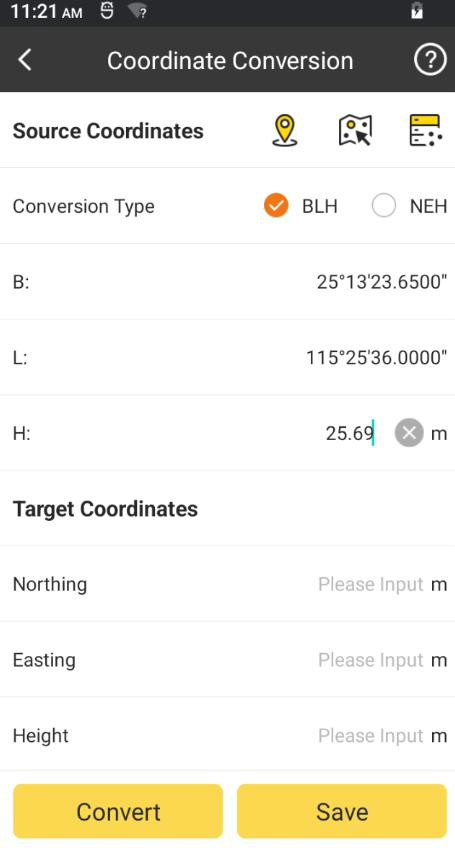 11:21 AM
Coordinate Conversion ?
Source Coordinates
Conversion Type BLH NEH
B: 25°13'23.6500"
L: 115°25'36.0000"
H: 25.69 m
Target Coordinates
Northing Please Input m
Easting Please Input m
Height Please Input m
Convert Save